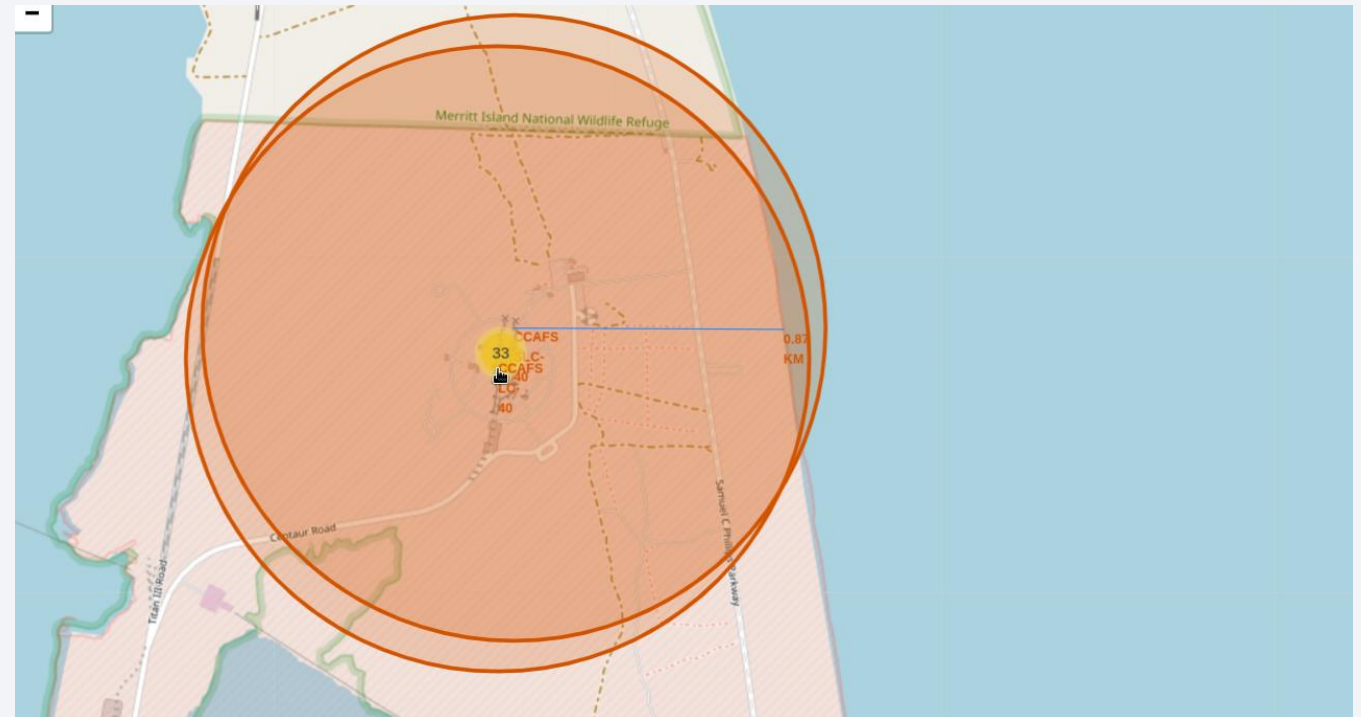 −
Merritt Island National Wildlife Refuge
CCAFS
SLC-
40
33
CCAFS
LC-
40
0.87
KM
Centaur Road
Titan III Road
Samuel C Phillips Parkway